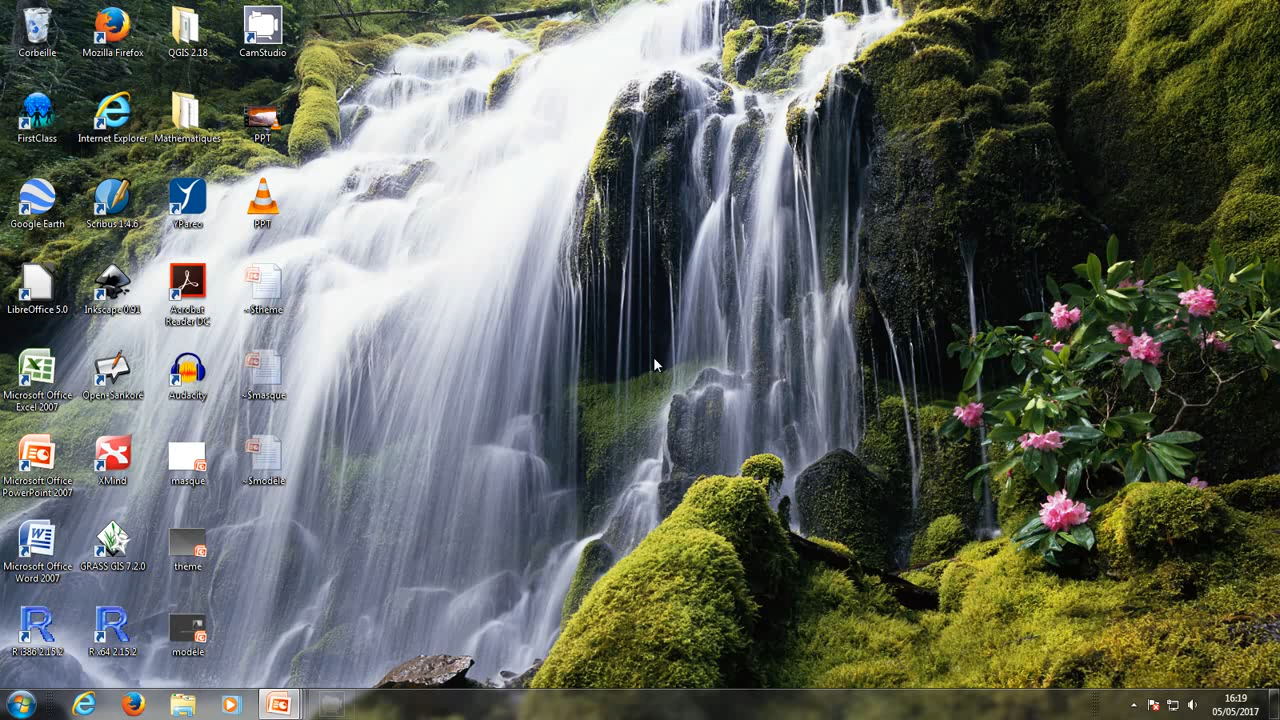 Corbeille
Mozilla Firefox
QGIS 2.18
CamStudio
FirstClass
Internet Explorer
Mathématiques
PPT
Google Earth
Scribus 1.4.6
YPareo
PPT
LibreOffice 5.0
Inkscape 0.91
Acrobat
Reader DC
~$theme
Microsoft Office
Excel 2007
Open-Sankoré
Audacity
~$masque
Microsoft Office
PowerPoint 2007
XMind
masque
~$modele
Microsoft Office
Word 2007
GRASS GIS 7.2.0
theme
R i386 2.15.2
R x64 2.15.2
modele
16:19
05/05/2017